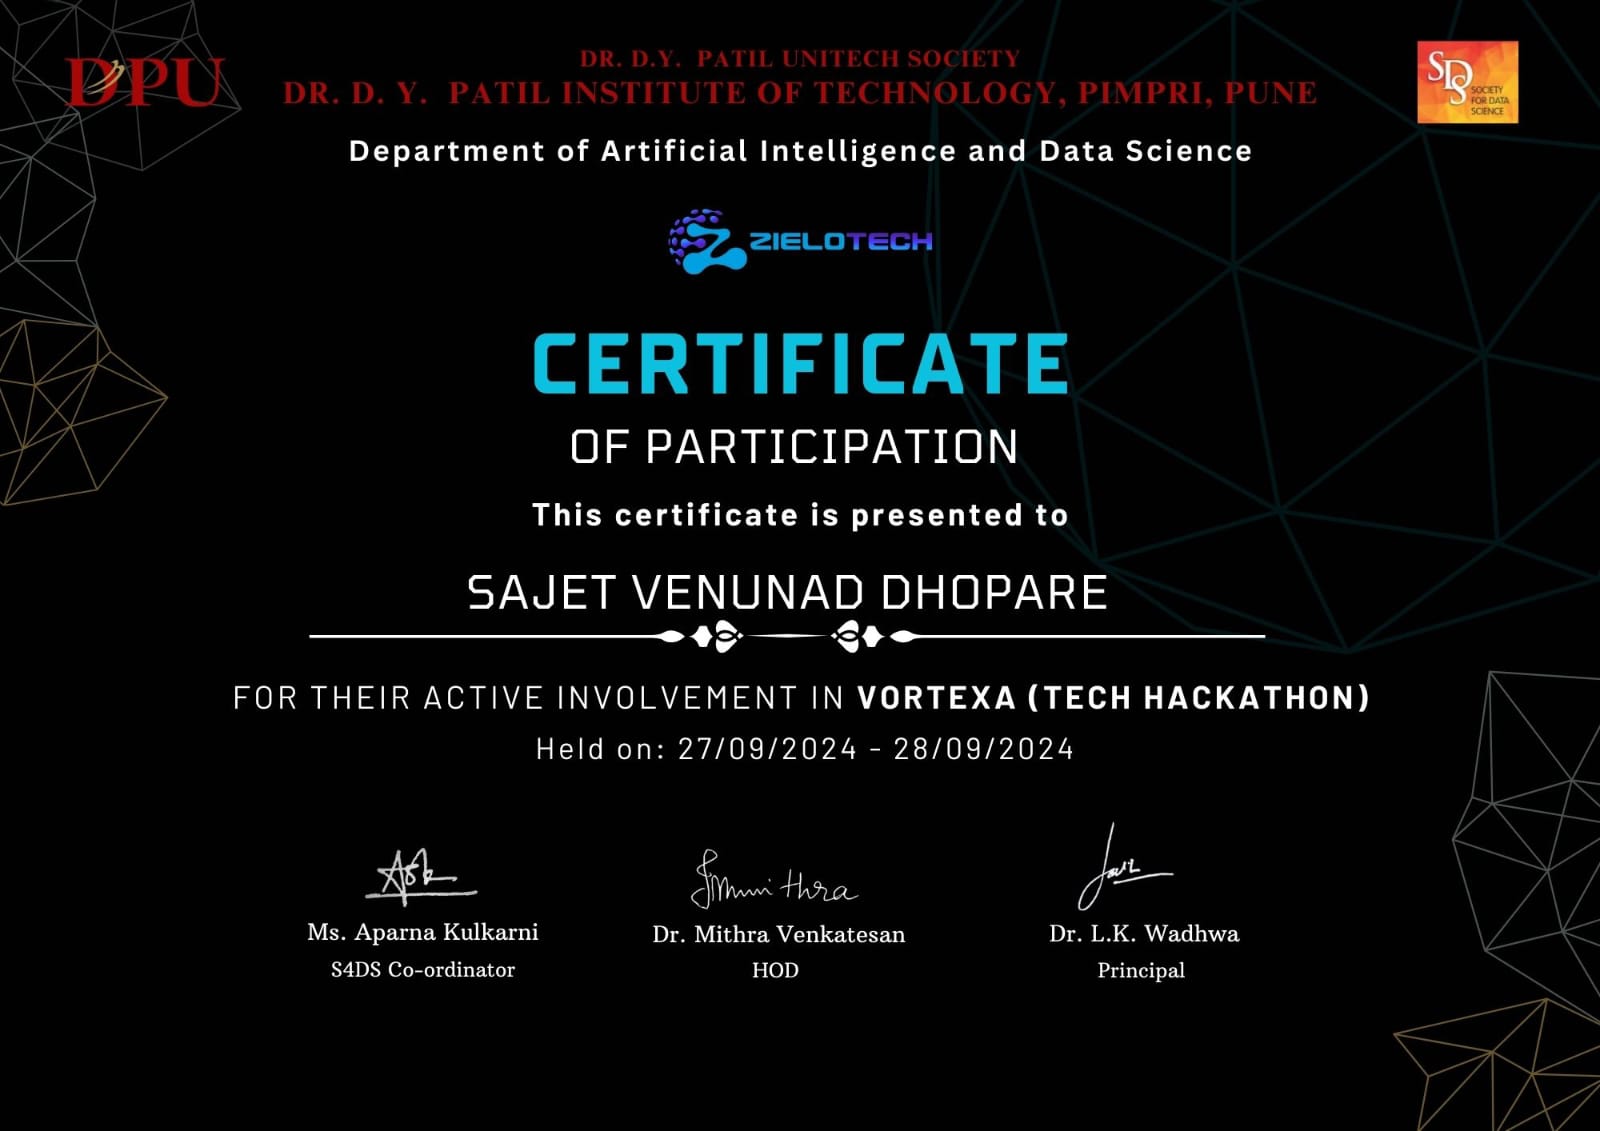 DPU
DR. D.Y. PATIL UNITECH SOCIETY
DR. D. Y. PATIL INSTITUTE OF TECHNOLOGY, PIMPRI, PUNE
SDS
SOCIETY
FOR DATA
SCIENCE
Department of Artificial Intelligence and Data Science
ZIELOTECH
CERTIFICATE
OF PARTICIPATION
This certificate is presented to
SAJET VENUNAD DHOPARE
FOR THEIR ACTIVE INVOLVEMENT IN VORTEXA (TECH HACKATHON)
Held on: 27/09/2024 - 28/09/2024
Ms. Aparna Kulkarni
S4DS Co-ordinator
Dr. Mithra Venkatesan
HOD
Dr. L.K. Wadhwa
Principal